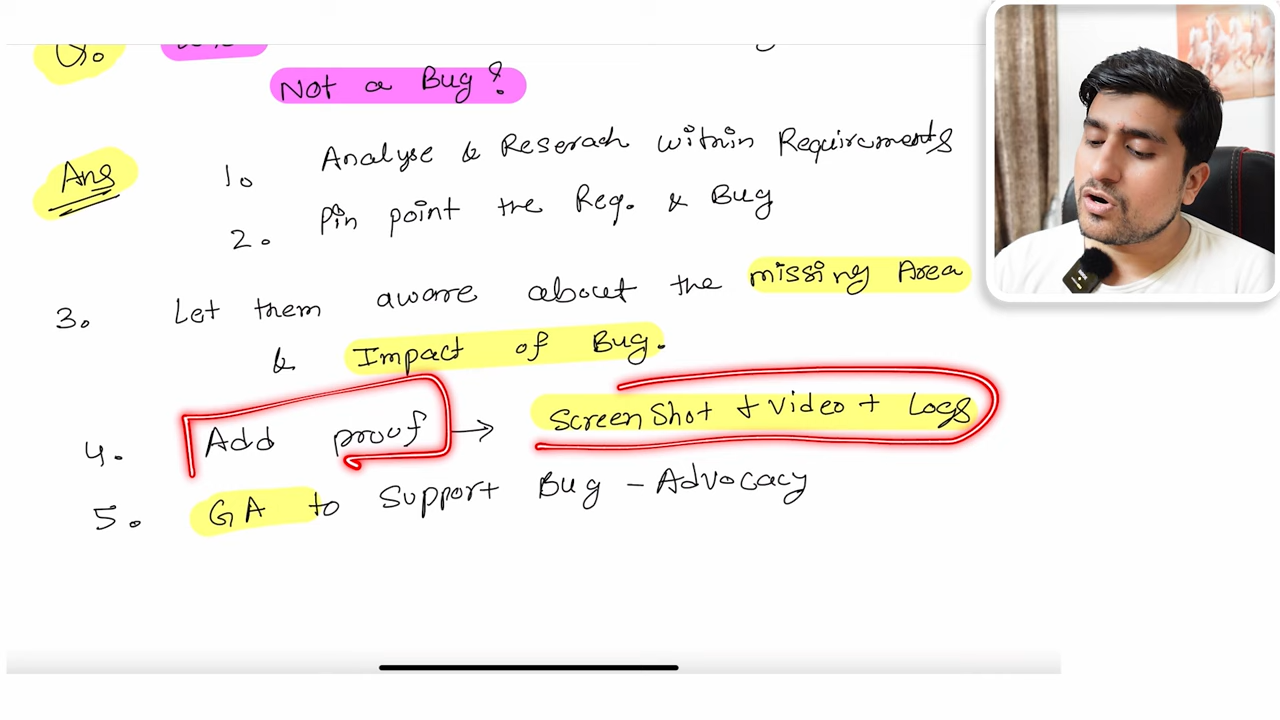 Q.
Not a Bug?
Ans
1. Analyse & Reserach within Requirements
2. Pin point the Req. & Bug
3. Let them aware about the missing Area
& Impact of Bug.
4. Add proof → ScreenShot + Video + Logs
5. GA to Support Bug - Advocacy